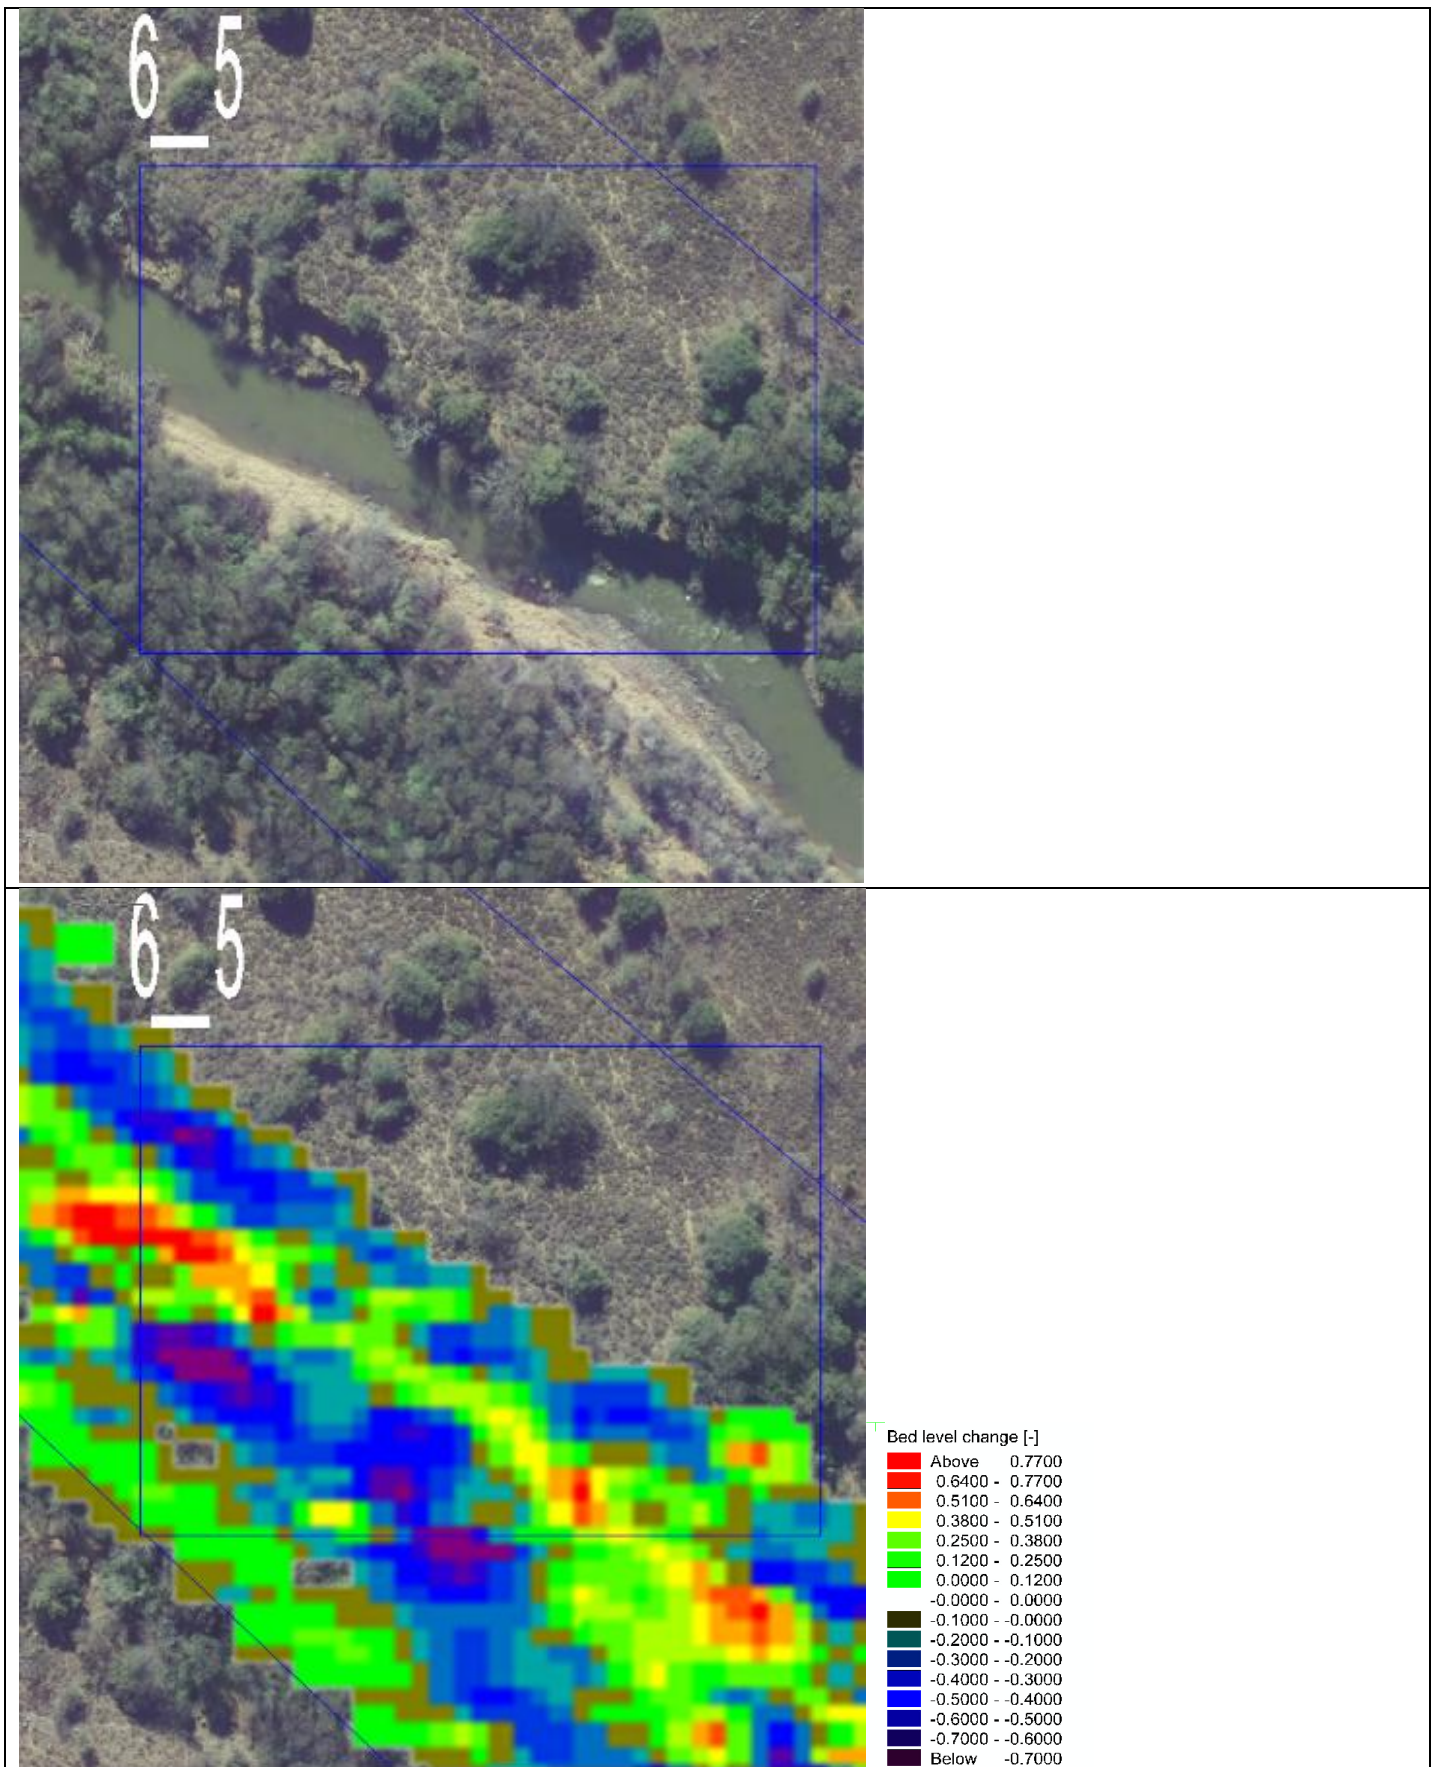 6_5
6_5
Bed level change [-]
Above 0.7700
0.6400 - 0.7700
0.5100 - 0.6400
0.3800 - 0.5100
0.2500 - 0.3800
0.1200 - 0.2500
0.0000 - 0.1200
-0.0000 - 0.0000
-0.1000 - -0.0000
-0.2000 - -0.1000
-0.3000 - -0.2000
-0.4000 - -0.3000
-0.5000 - -0.4000
-0.6000 - -0.5000
-0.7000 - -0.6000
Below -0.7000